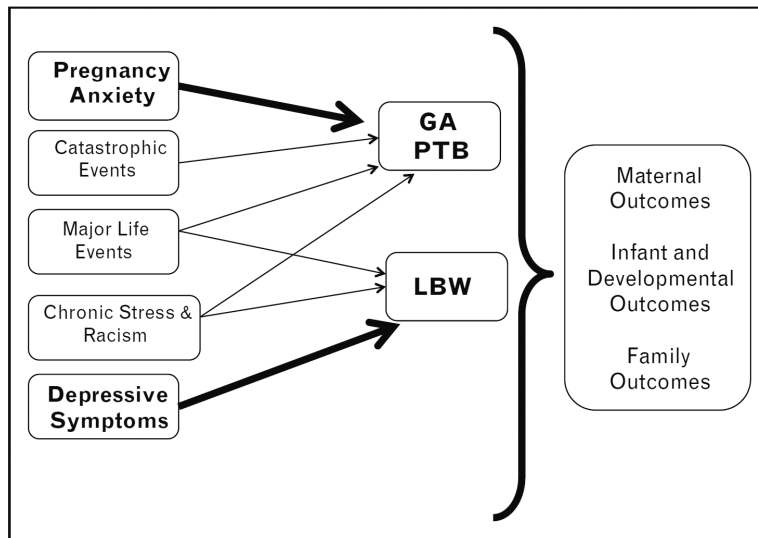 Pregnancy
Anxiety
Catastrophic
Events
Major Life
Events
Chronic Stress &
Racism
Depressive
Symptoms
GA
PTB
LBW
Maternal
Outcomes
Infant and
Developmental
Outcomes
Family
Outcomes